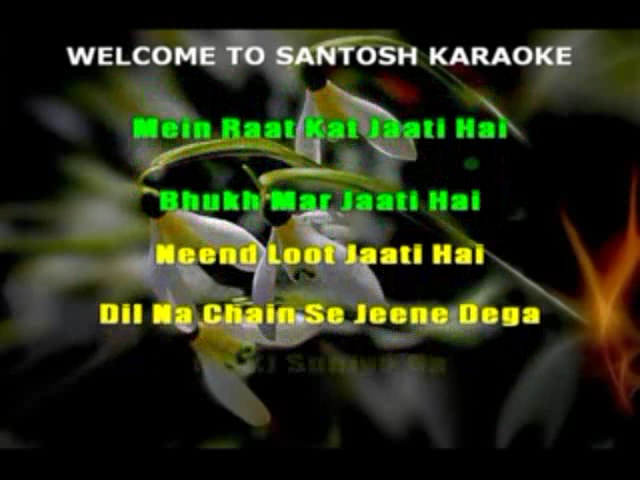 WELCOME TO SANTOSH KARAOKE
Mein Raat Kat Jaati Hai
Bhukh Mar Jaati Hai
Neend Loot Jaati Hai
Dil Na Chain Se Jeene Dega